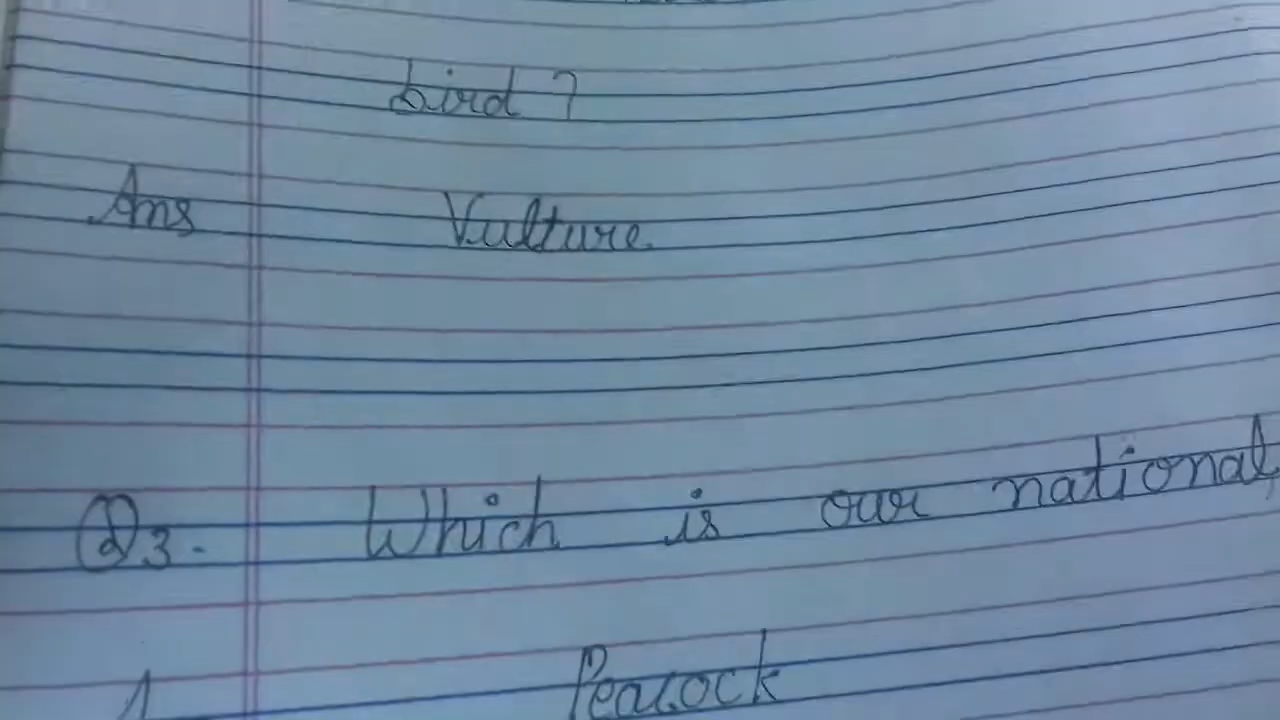 bird ?
Ans Vulture.
Q3. Which is our national
Peacock